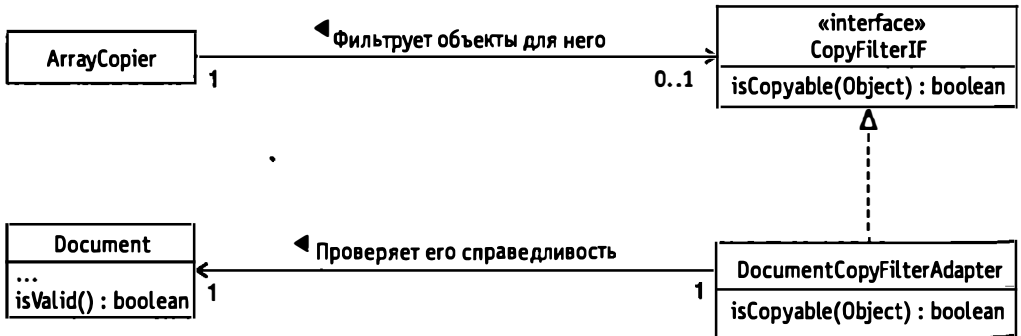 «interface»
CopyFilterIF
isCopyable(Object) : boolean
ArrayCopier
Фильтрует объекты для него
1
0..1
Document
...
isValid() : boolean
Проверяет его справедливость
1
1
DocumentCopyFilterAdapter
isCopyable(Object) : boolean